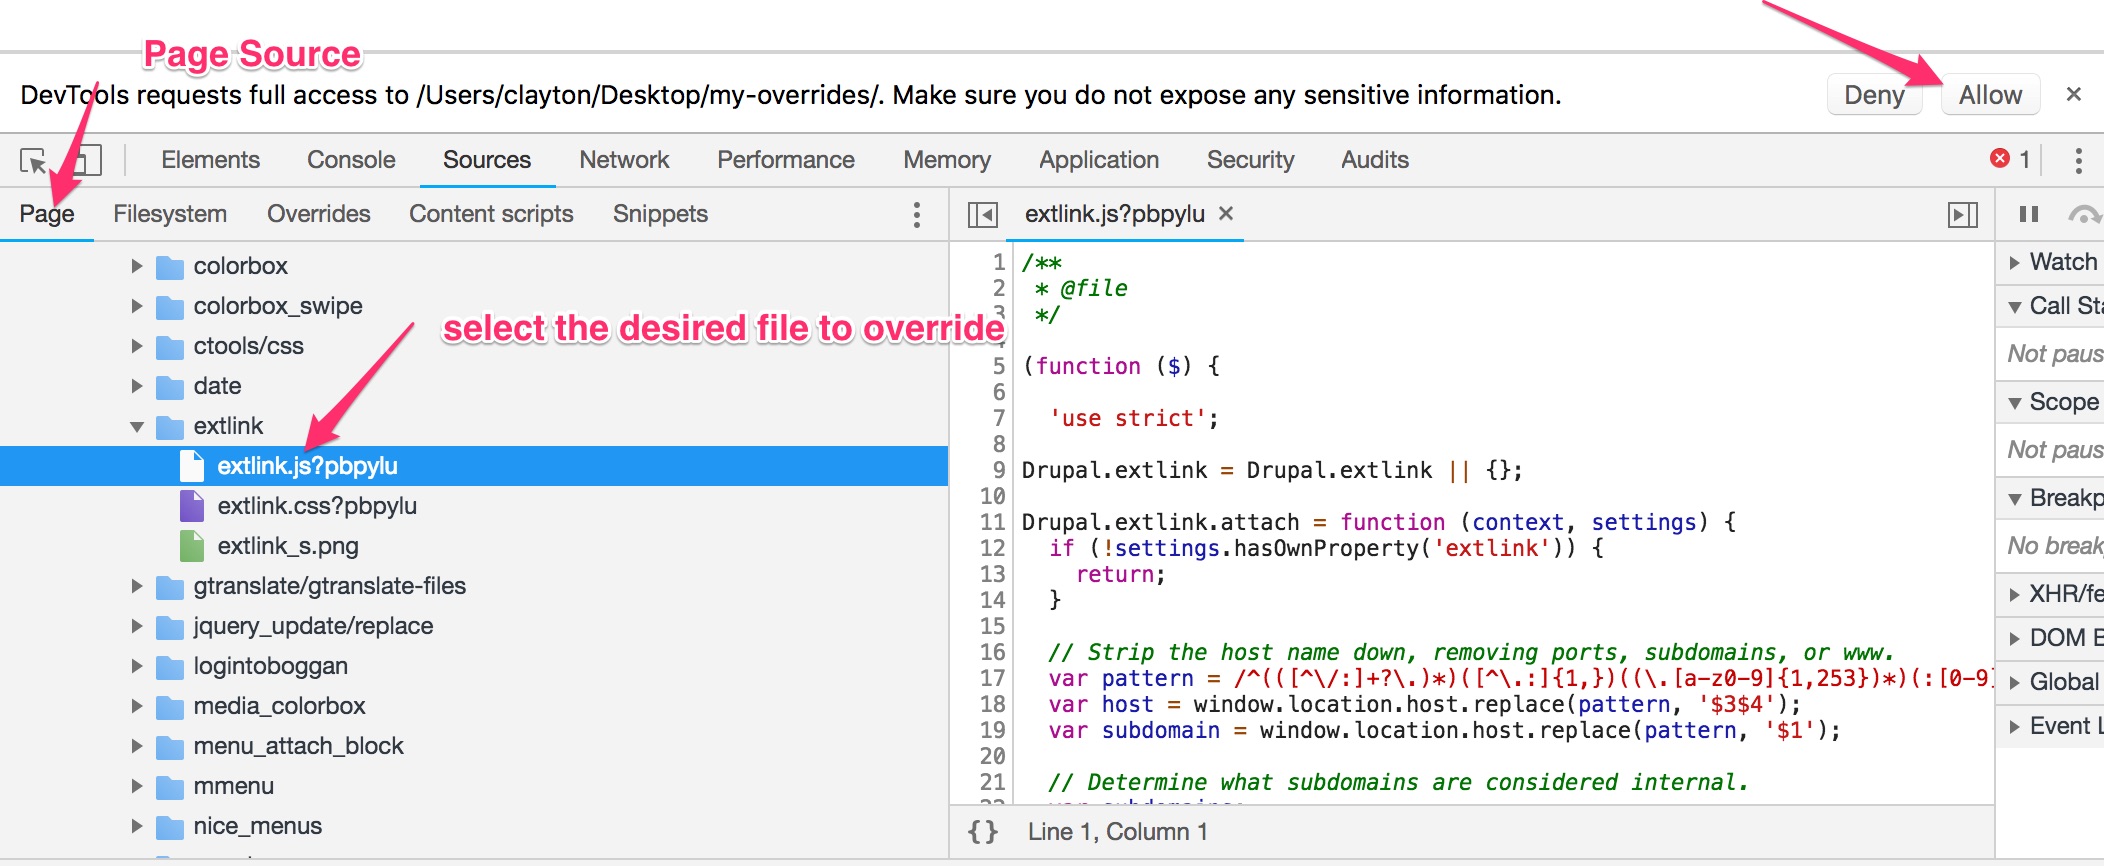 Page Source
DevTools requests full access to /Users/clayton/Desktop/my-overrides/. Make sure you do not expose any sensitive information.
Deny
Allow
×
Elements
Console
Sources
Network
Performance
Memory
Application
Security
Audits
1
Page
Filesystem
Overrides
Content scripts
Snippets
colorbox
colorbox_swipe
ctools/css
date
extlink
extlink.js?pbpylu
extlink.css?pbpylu
extlink_s.png
gtranslate/gtranslate-files
jquery_update/replace
logintoboggan
media_colorbox
menu_attach_block
mmenu
nice_menus
select the desired file to override
extlink.js?pbpylu ×
1 /**
2 * @file
3 */
5 (function ($) {
6
7 'use strict';
8
9 Drupal.extlink = Drupal.extlink || {};
10
11 Drupal.extlink.attach = function (context, settings) {
12 if (!settings.hasOwnProperty('extlink')) {
13 return;
14 }
15
16 // Strip the host name down, removing ports, subdomains, or www.
17 var pattern = /^(([^\/:]+?\.)*)([^\.:]{1,})((\.[a-z0-9]{1,253})*)(:[0-9]
18 var host = window.location.host.replace(pattern, '$3$4');
19 var subdomain = window.location.host.replace(pattern, '$1');
20
21 // Determine what subdomains are considered internal.
{} Line 1, Column 1
Watch
Call Sta
Not paus
Scope
Not paus
Breakp
No break
XHR/fe
DOM B
Global
Event L